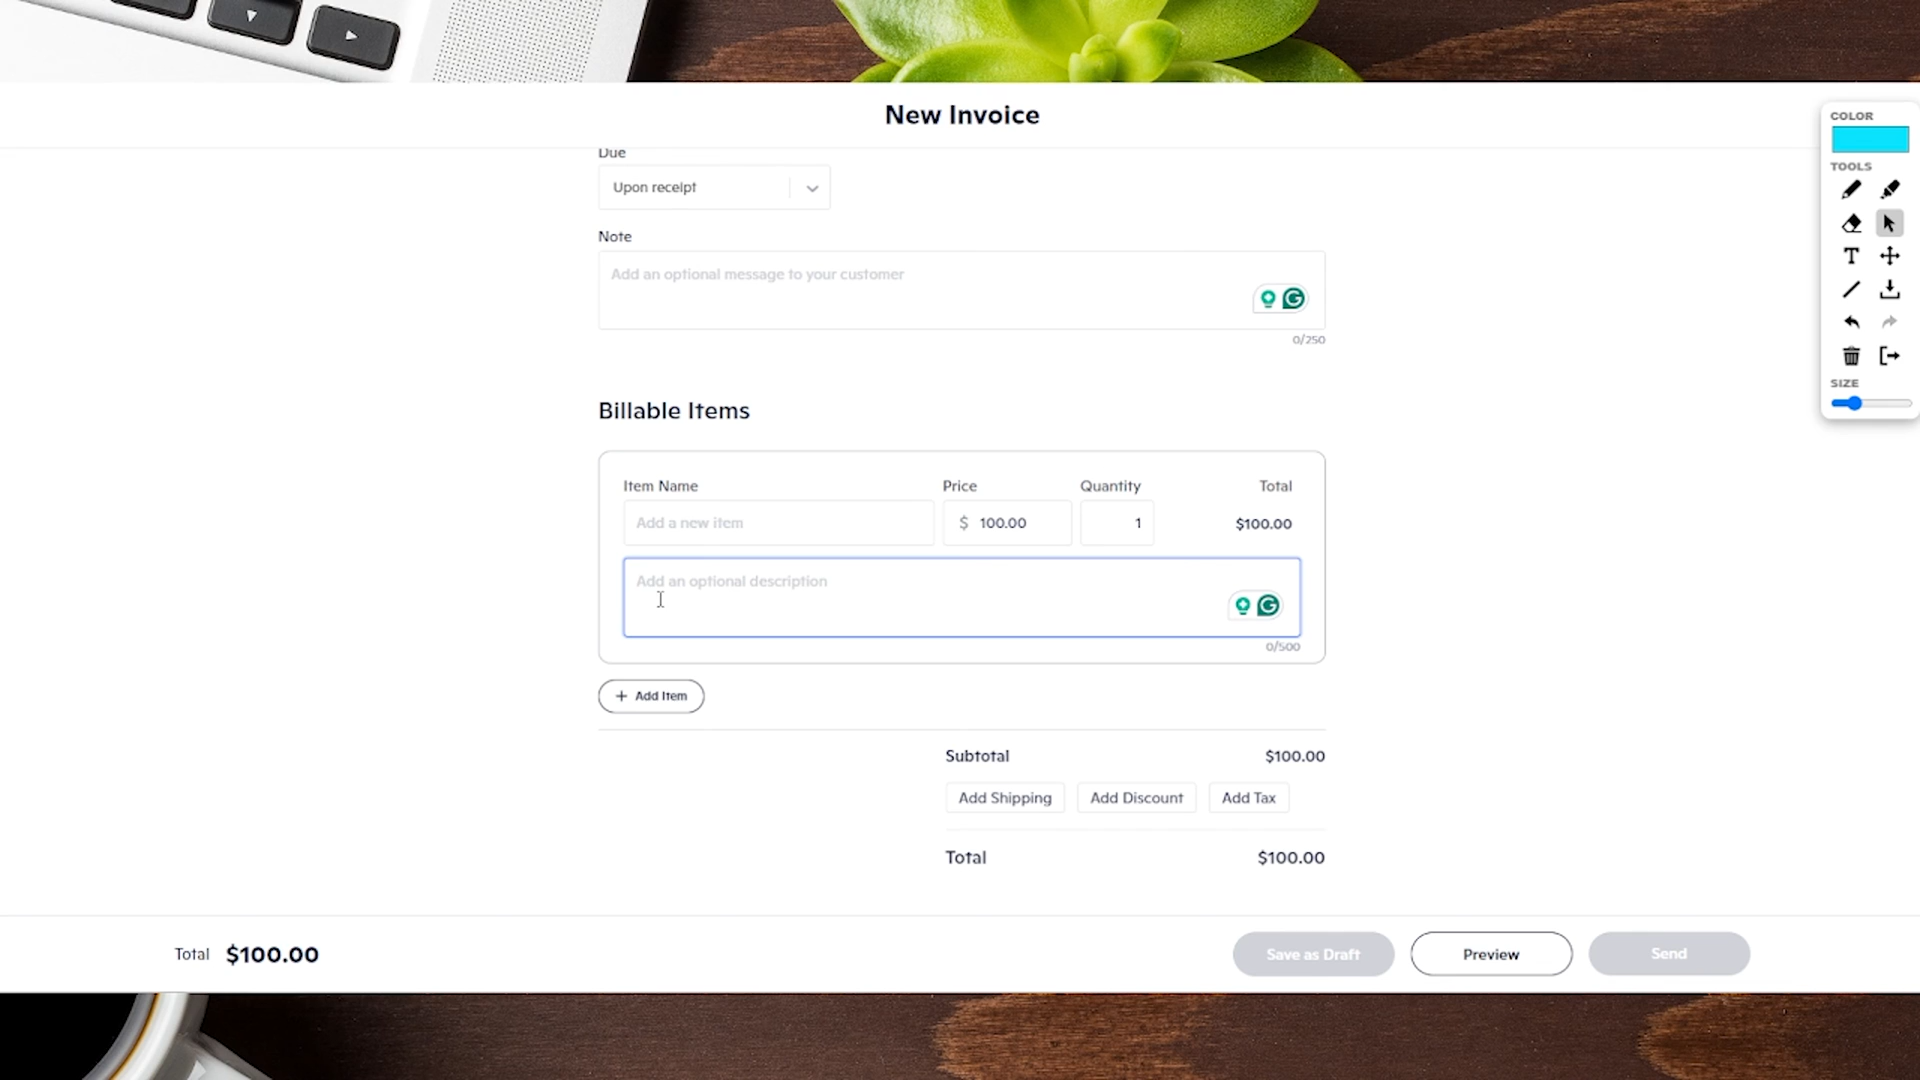 New Invoice
COLOR
TOOLS
SIZE
Due
Upon receipt
Note
Add an optional message to your customer
0/250
Billable Items
Item Name Price Quantity Total
Add a new item $ 100.00 1 $100.00
Add an optional description
0/500
+ Add Item
Subtotal $100.00
Add Shipping Add Discount Add Tax
Total $100.00
Total $100.00 Save as Draft Preview Send